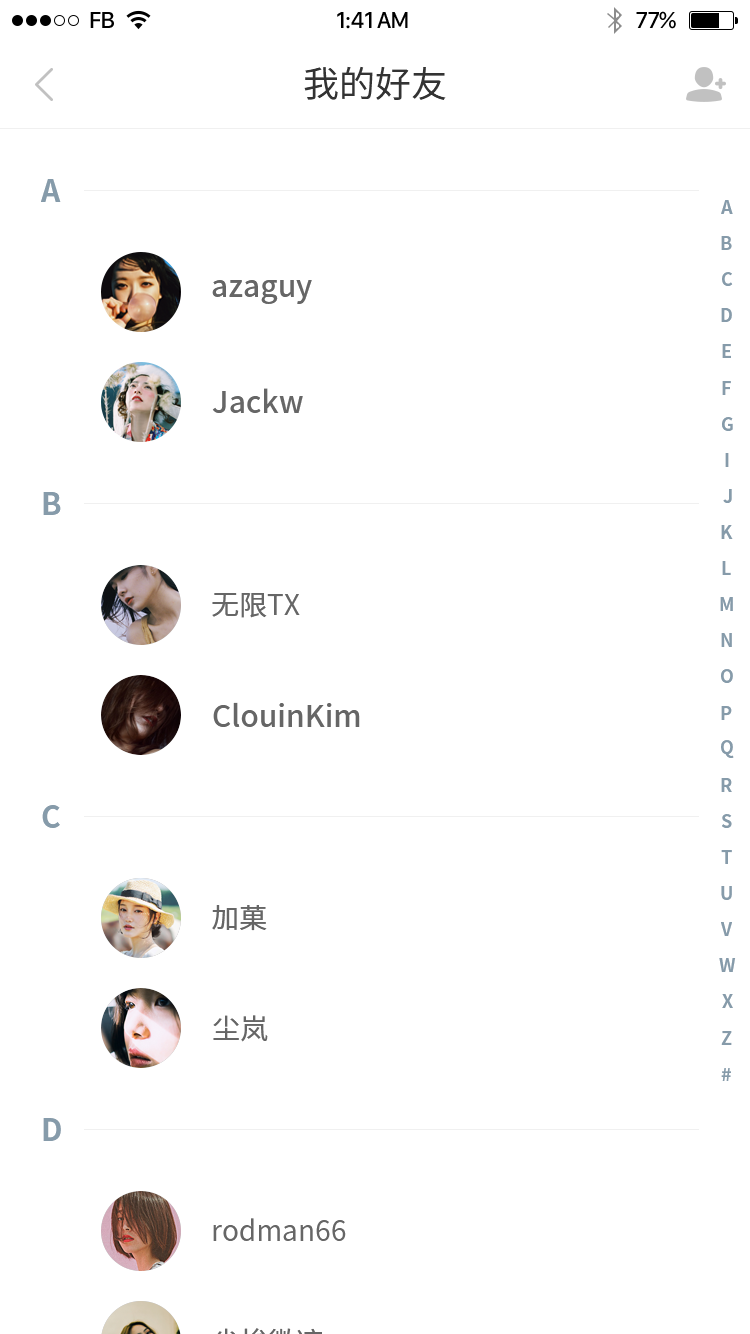 FB 1:41 AM 77%
我的好友
A
azaguy
Jackw
B
无限TX
ClouinKim
C
加菓
尘岚
D
rodman66
A
B
C
D
E
F
G
I
J
K
L
M
N
O
P
Q
R
S
T
U
V
W
X
Z
#